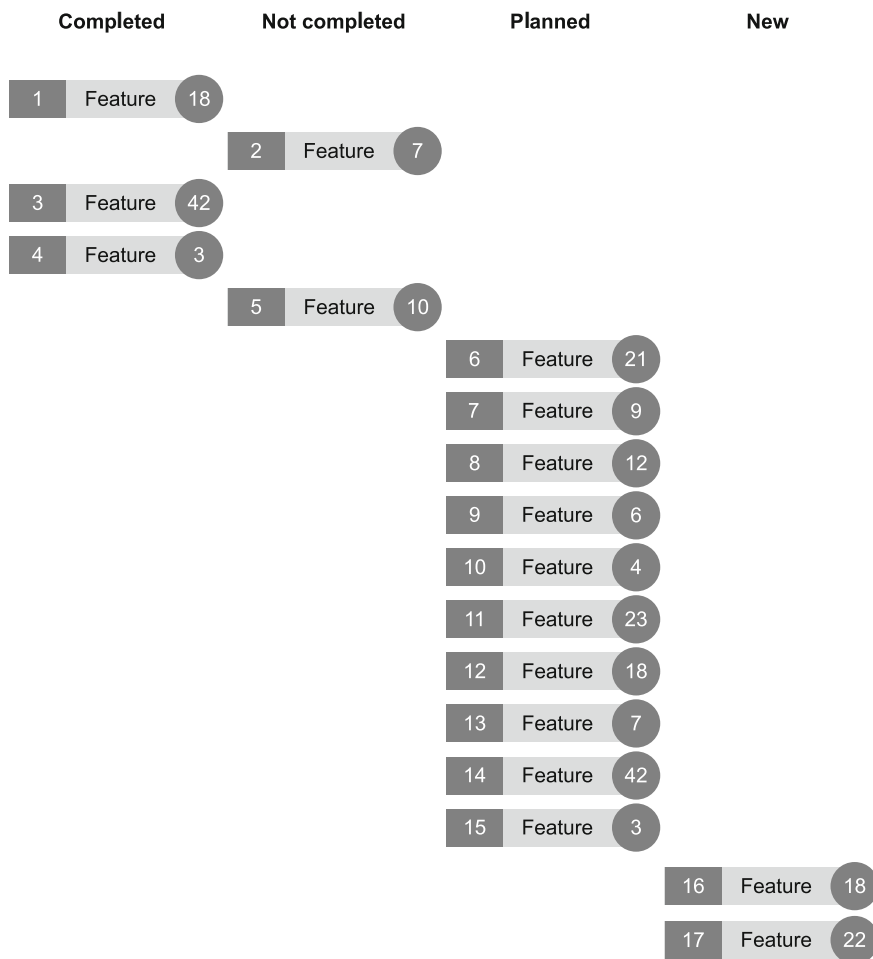 Completed Not completed Planned New
1 Feature 18
2 Feature 7
3 Feature 42
4 Feature 3
5 Feature 10
6 Feature 21
7 Feature 9
8 Feature 12
9 Feature 6
10 Feature 4
11 Feature 23
12 Feature 18
13 Feature 7
14 Feature 42
15 Feature 3
16 Feature 18
17 Feature 22